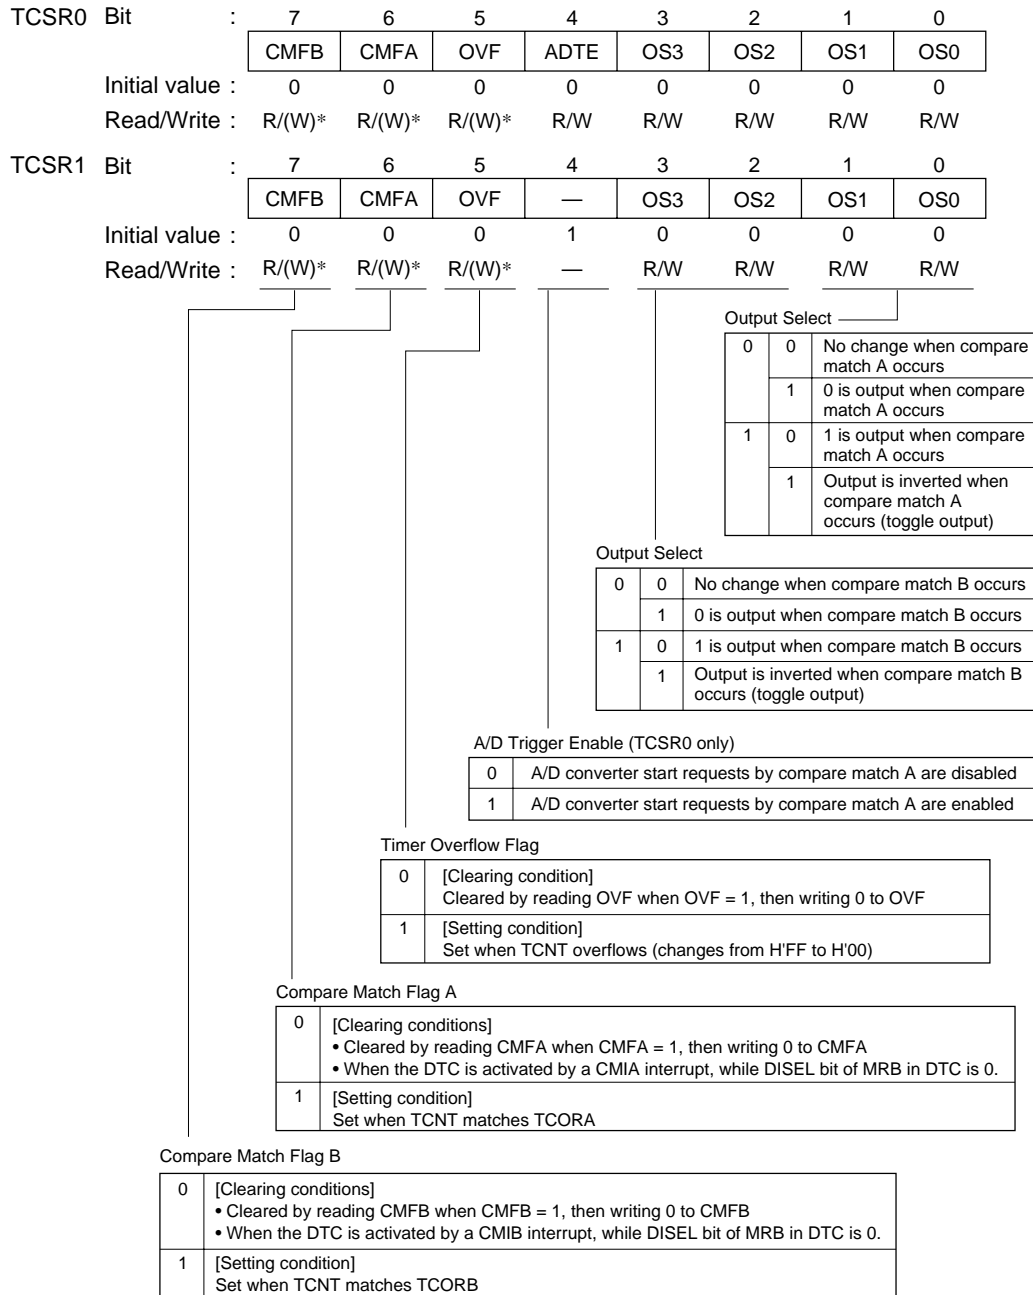 TCSR0 Bit : 7 6 5 4 3 2 1 0
CMFB CMFA OVF ADTE OS3 OS2 OS1 OS0
Initial value : 0 0 0 0 0 0 0 0
Read/Write : R/(W)* R/(W)* R/(W)* R/W R/W R/W R/W R/W
TCSR1 Bit : 7 6 5 4 3 2 1 0
CMFB CMFA OVF — OS3 OS2 OS1 OS0
Initial value : 0 0 0 1 0 0 0 0
Read/Write : R/(W)* R/(W)* R/(W)* — R/W R/W R/W R/W
Output Select
0 0 No change when compare
match A occurs
1 0 is output when compare
match A occurs
1 0 1 is output when compare
match A occurs
1 Output is inverted when
compare match A
occurs (toggle output)
Output Select
0 0 No change when compare match B occurs
1 0 is output when compare match B occurs
1 0 1 is output when compare match B occurs
1 Output is inverted when compare match B
occurs (toggle output)
A/D Trigger Enable (TCSR0 only)
0 A/D converter start requests by compare match A are disabled
1 A/D converter start requests by compare match A are enabled
Timer Overflow Flag
0 [Clearing condition]
Cleared by reading OVF when OVF = 1, then writing 0 to OVF
1 [Setting condition]
Set when TCNT overflows (changes from H'FF to H'00)
Compare Match Flag A
0 [Clearing conditions]
• Cleared by reading CMFA when CMFA = 1, then writing 0 to CMFA
• When the DTC is activated by a CMIA interrupt, while DISEL bit of MRB in DTC is 0.
1 [Setting condition]
Set when TCNT matches TCORA
Compare Match Flag B
0 [Clearing conditions]
• Cleared by reading CMFB when CMFB = 1, then writing 0 to CMFB
• When the DTC is activated by a CMIB interrupt, while DISEL bit of MRB in DTC is 0.
1 [Setting condition]
Set when TCNT matches TCORB